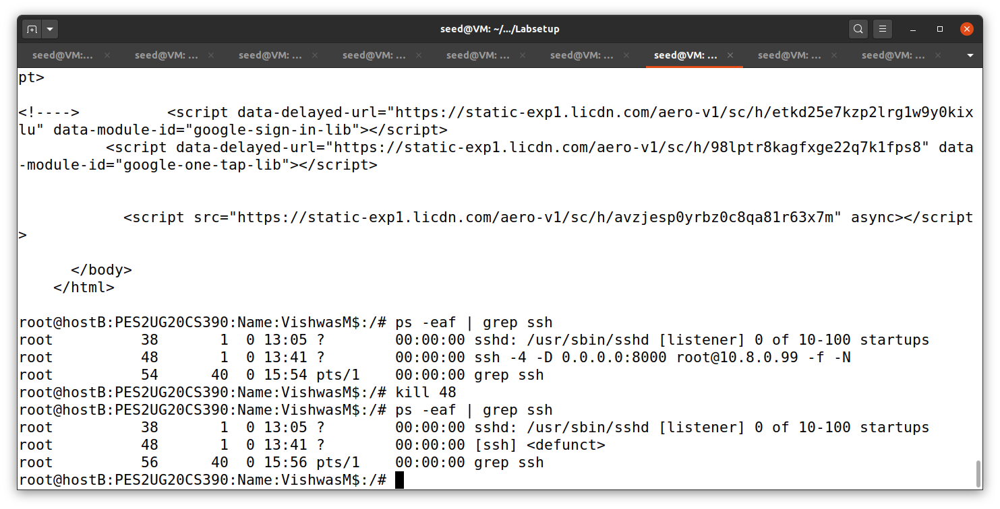 seed@VM: ~/.../Labsetup
seed@VM:... seed@VM: ... seed@VM: ... seed@VM: ... seed@VM: ... seed@VM: ... seed@VM: ... seed@VM: ... seed@VM: ...
pt>
<!----> <script data-delayed-url="https://static-exp1.licdn.com/aero-v1/sc/h/etkd25e7kzp2lrg1w9y0kix
lu" data-module-id="google-sign-in-lib"></script>
<script data-delayed-url="https://static-exp1.licdn.com/aero-v1/sc/h/98lptr8kagfxge22q7k1fps8" data
-module-id="google-one-tap-lib"></script>
<script src="https://static-exp1.licdn.com/aero-v1/sc/h/avzjesp0yrbz0c8qa81r63x7m" async></script
>
</body>
</html>
root@hostB:PES2UG20CS390:Name:VishwasM$:/# ps -eaf | grep ssh
root 38 1 0 13:05 ? 00:00:00 sshd: /usr/sbin/sshd [listener] 0 of 10-100 startups
root 48 1 0 13:41 ? 00:00:00 ssh -4 -D 0.0.0.0:8000 root@10.8.0.99 -f -N
root 54 40 0 15:54 pts/1 00:00:00 grep ssh
root@hostB:PES2UG20CS390:Name:VishwasM$:/# kill 48
root@hostB:PES2UG20CS390:Name:VishwasM$:/# ps -eaf | grep ssh
root 38 1 0 13:05 ? 00:00:00 sshd: /usr/sbin/sshd [listener] 0 of 10-100 startups
root 48 1 0 13:41 ? 00:00:00 [ssh] <defunct>
root 56 40 0 15:56 pts/1 00:00:00 grep ssh
root@hostB:PES2UG20CS390:Name:VishwasM$:/#